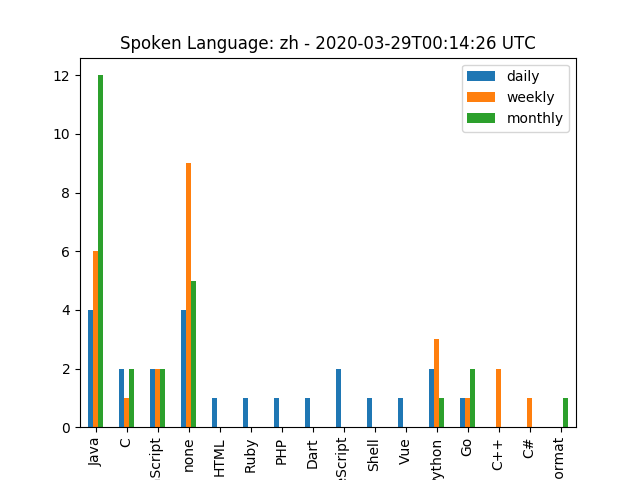 Spoken Language: zh - 2020-03-29T00:14:26 UTC
daily
weekly
monthly
12
10
8
6
4
2
0
Java
C
Script
none
HTML
Ruby
PHP
Dart
eScript
Shell
Vue
ython
Go
C++
C#
ormat